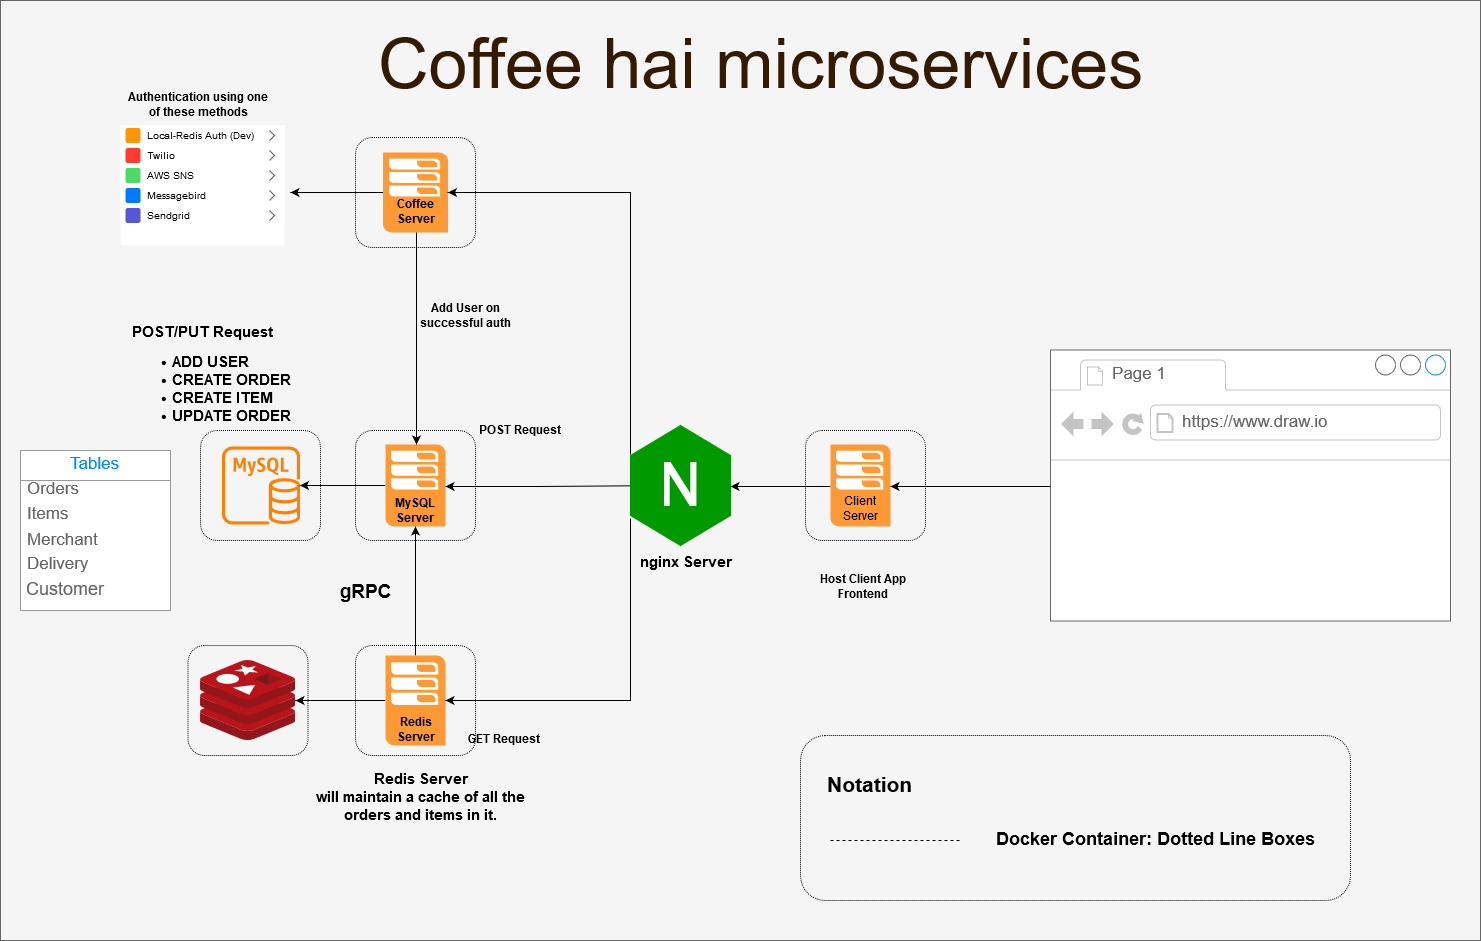 Coffee hai microservices
Authentication using one
of these methods
Local-Redis Auth (Dev)
Twilio
AWS SNS
Messagebird
Sendgrid
Coffee
Server
Add User on
successful auth
POST/PUT Request
• ADD USER
• CREATE ORDER
• CREATE ITEM
• UPDATE ORDER
Tables
Orders
Items
Merchant
Delivery
Customer
MySQL
MySQL
Server
POST Request
N
nginx Server
Client
Server
Host Client App
Frontend
Page 1
https://www.draw.io
gRPC
Redis
Server
GET Request
Redis Server
will maintain a cache of all the
orders and items in it.
Notation
Docker Container: Dotted Line Boxes